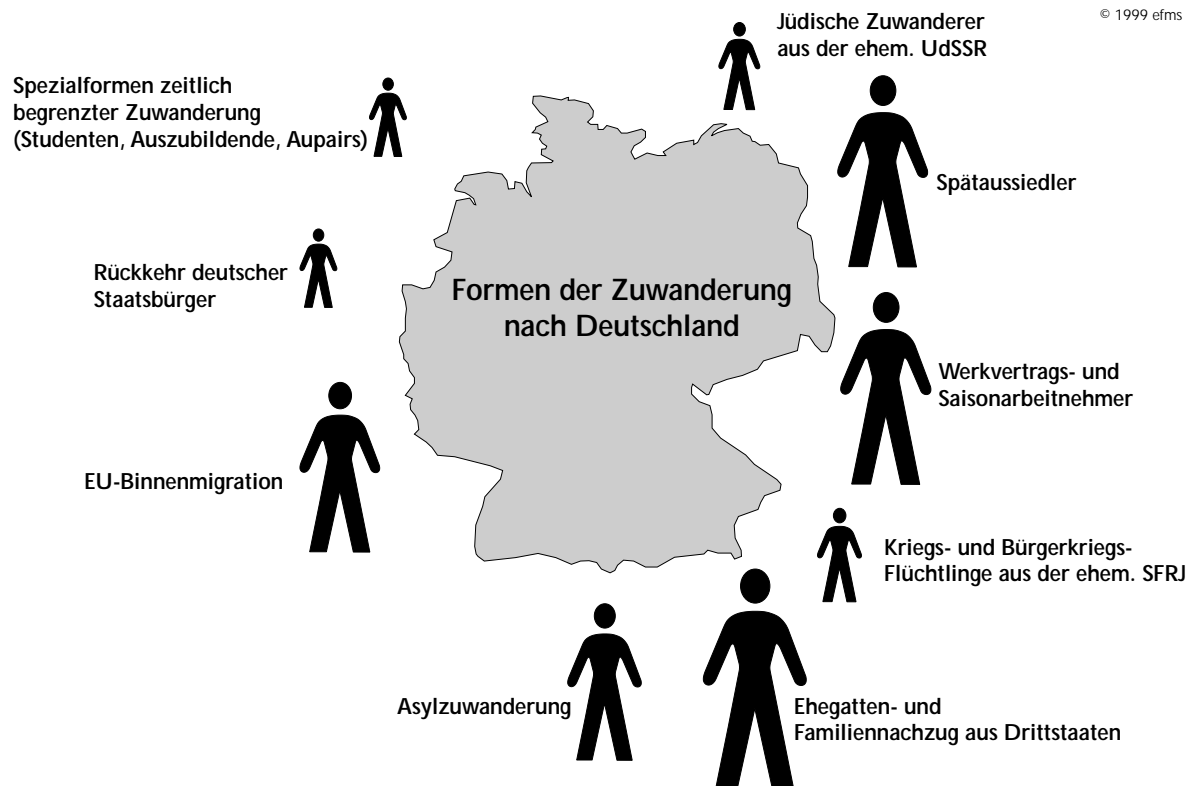 © 1999 efms
Jüdische Zuwanderer
aus der ehem. UdSSR
Spezialformen zeitlich
begrenzter Zuwanderung
(Studenten, Auszubildende, Aupairs)
Spätaussiedler
Rückkehr deutscher
Staatsbürger
Formen der Zuwanderung
nach Deutschland
Werkvertrags- und
Saisonarbeitnehmer
EU-Binnenmigration
Kriegs- und Bürgerkriegs-
Flüchtlinge aus der ehem. SFRJ
Asylzuwanderung
Ehegatten- und
Familiennachzug aus Drittstaaten